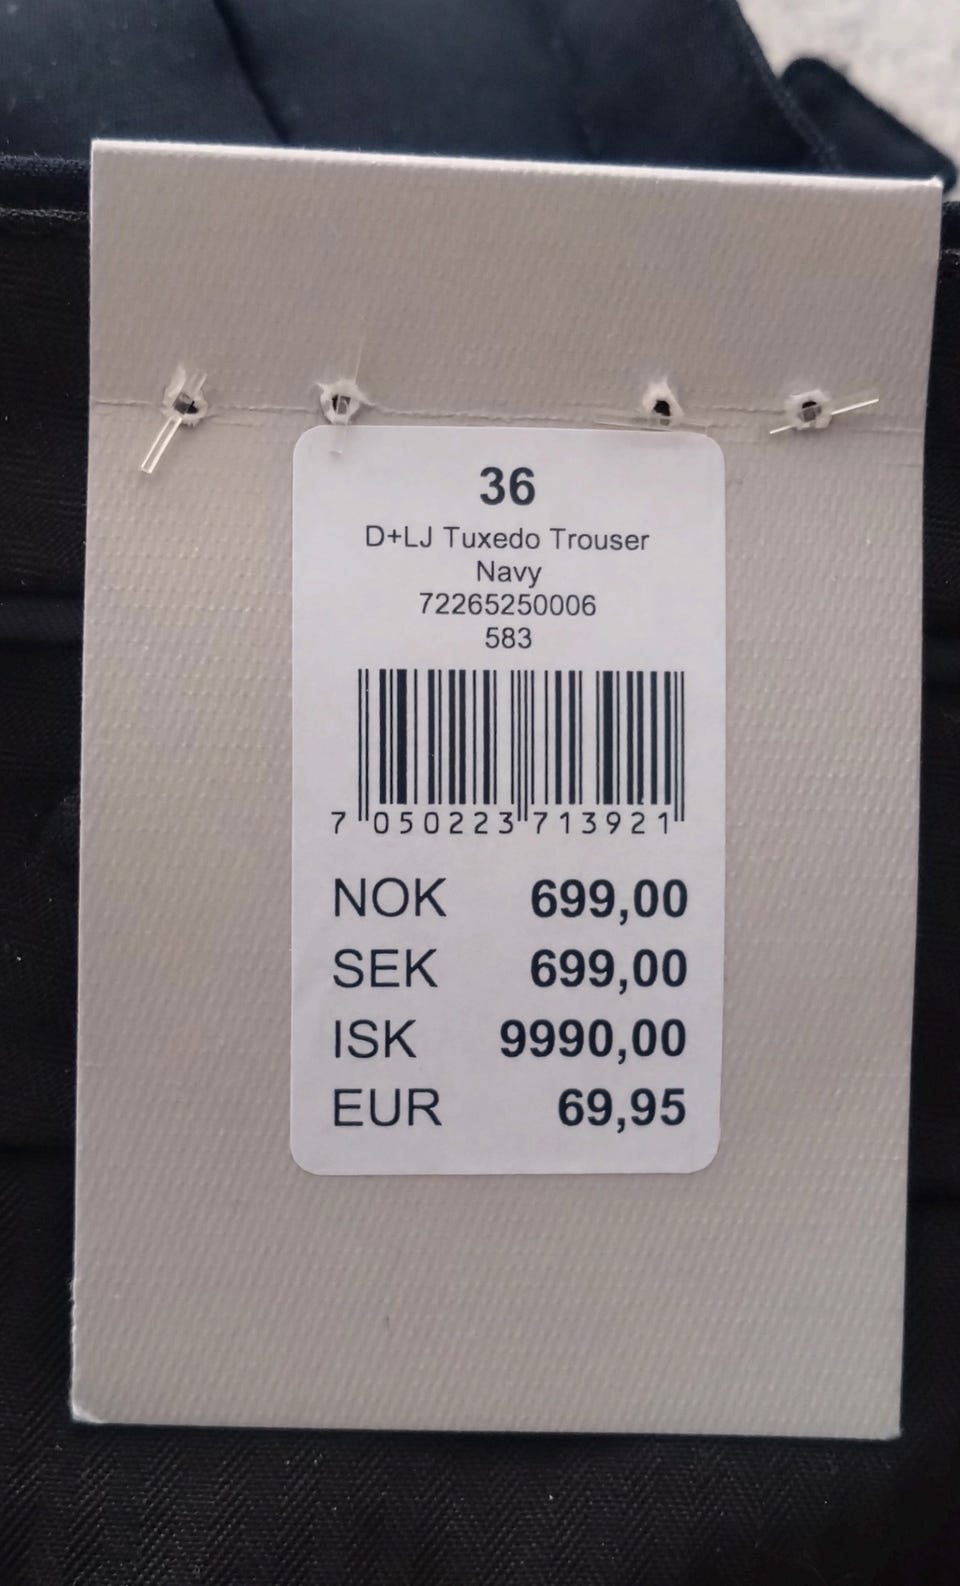 36
D+LJ Tuxedo Trouser
Navy
72265250006
583
7 050223 713921
NOK 699,00
SEK 699,00
ISK 9990,00
EUR 69,95